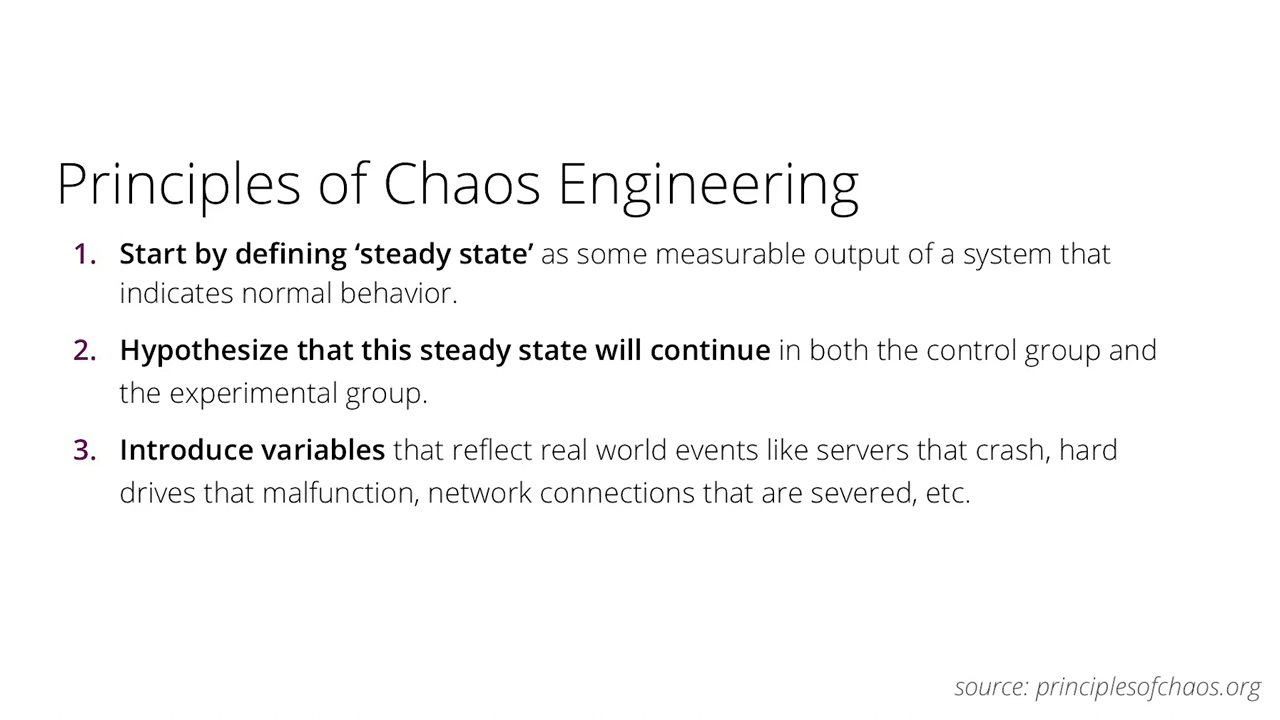 Principles of Chaos Engineering
1. Start by defining ‘steady state’ as some measurable output of a system that
indicates normal behavior.
2. Hypothesize that this steady state will continue in both the control group and
the experimental group.
3. Introduce variables that reflect real world events like servers that crash, hard
drives that malfunction, network connections that are severed, etc.
source: principlesofchaos.org